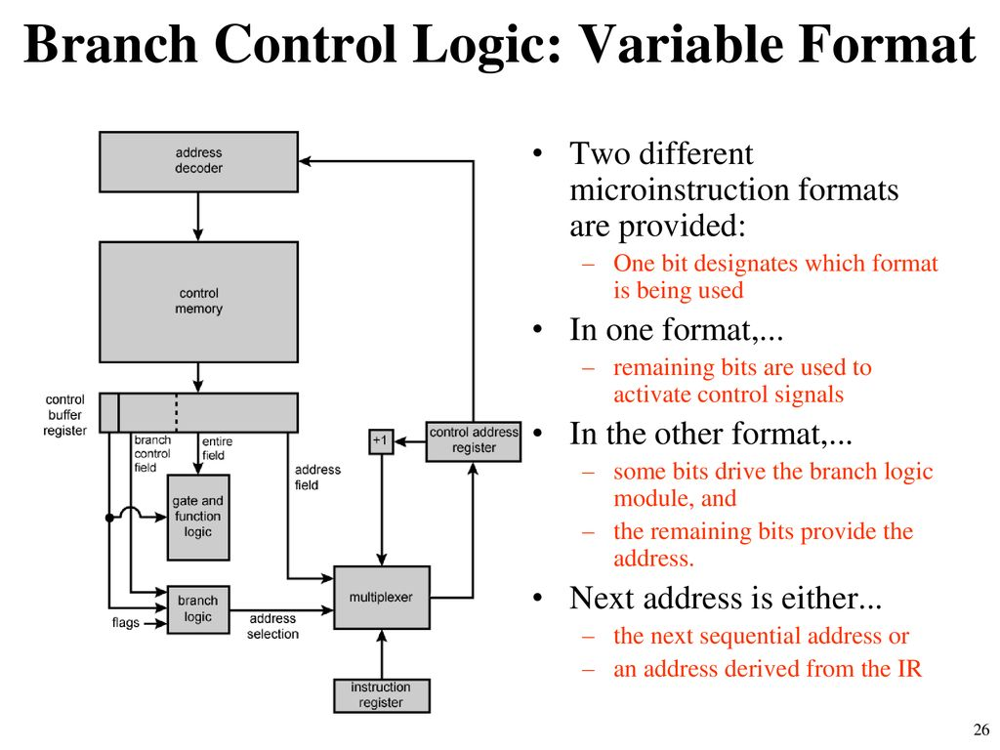 Branch Control Logic: Variable Format
address
decoder
control
memory
control
buffer
register
branch
control
field
entire
field
address
field
+1
control address
register
gate and
function
logic
branch
logic
flags
address
selection
multiplexer
instruction
register
• Two different
microinstruction formats
are provided:
– One bit designates which format
is being used
• In one format,...
– remaining bits are used to
activate control signals
• In the other format,...
– some bits drive the branch logic
module, and
– the remaining bits provide the
address.
• Next address is either...
– the next sequential address or
– an address derived from the IR
26